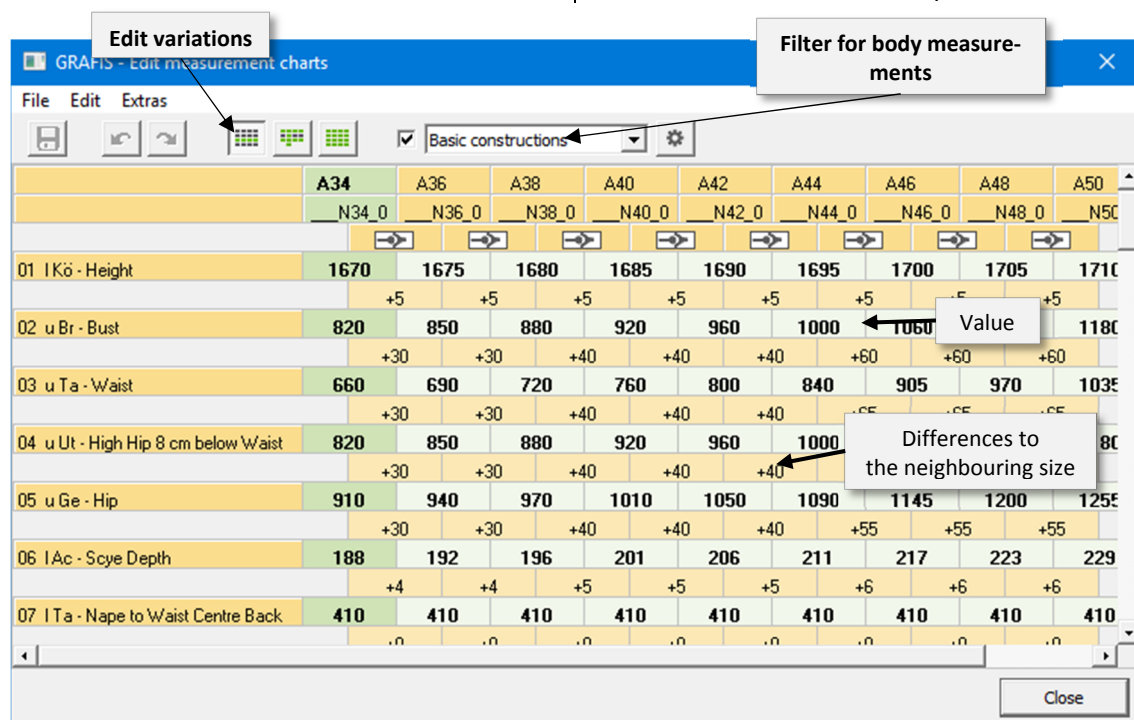 Edit variations
Filter for body measure-
ments
GRAFIS - Edit measurement charts
File Edit Extras
Basic constructions
A34 A36 A38 A40 A42 A44 A46 A48 A50
__N34_0 __N36_0 __N38_0 __N40_0 __N42_0 __N44_0 __N46_0 __N48_0 __N50
01 l Kö - Height 1670 1675 1680 1685 1690 1695 1700 1705 1710
+5 +5 +5 +5 +5 +5 +5
02 u Br - Bust 820 850 880 920 960 1000 1060 1180
Value
+30 +30 +40 +40 +40 +60 +60 +60
03 u Ta - Waist 660 690 720 760 800 840 905 970 1035
+30 +30 +40 +40 +40
04 u Ut - High Hip 8 cm below Waist 820 850 880 920 960 1000 80
Differences to
the neighbouring size
+30 +30 +40 +40 +40
05 u Ge - Hip 910 940 970 1010 1050 1090 1145 1200 1255
+30 +30 +40 +40 +40 +55 +55 +55
06 l Ac - Scye Depth 188 192 196 201 206 211 217 223 229
+4 +4 +5 +5 +5 +6 +6 +6
07 l Ta - Nape to Waist Centre Back 410 410 410 410 410 410 410 410 410
Close